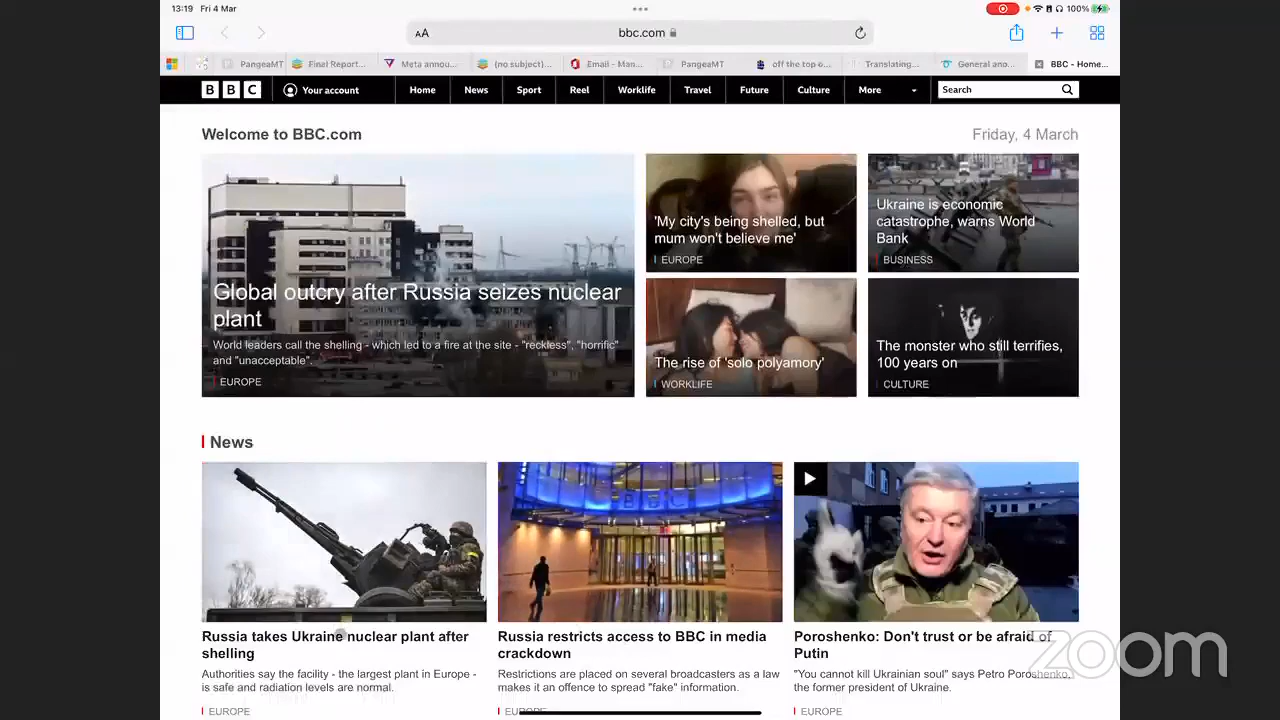 13:19 Fri 4 Mar
100%
AA
bbc.com
PangeaMT
Final Report...
Meta annou...
(no subject)...
Email - Man...
PangeaMT
off the top o...
Translating...
General ano...
BBC - Home...
BBC
Your account
Home
News
Sport
Reel
Worklife
Travel
Future
Culture
More
Search
Welcome to BBC.com
Friday, 4 March
Global outcry after Russia seizes nuclear
plant
World leaders call the shelling - which led to a fire at the site - "reckless", "horrific"
and "unacceptable".
EUROPE
'My city's being shelled, but
mum won't believe me'
EUROPE
Ukraine is economic
catastrophe, warns World
Bank
BUSINESS
The rise of 'solo polyamory'
WORKLIFE
The monster who still terrifies,
100 years on
CULTURE
News
BBC
Russia takes Ukraine nuclear plant after
shelling
Authorities say the facility - the largest plant in Europe -
is safe and radiation levels are normal.
EUROPE
Russia restricts access to BBC in media
crackdown
Restrictions are placed on several broadcasters as a law
makes it an offence to spread "fake" information.
EUROPE
Poroshenko: Don't trust or be afraid of
Putin
"You cannot kill Ukrainian soul" says Petro Poroshenko,
the former president of Ukraine.
EUROPE
zoom